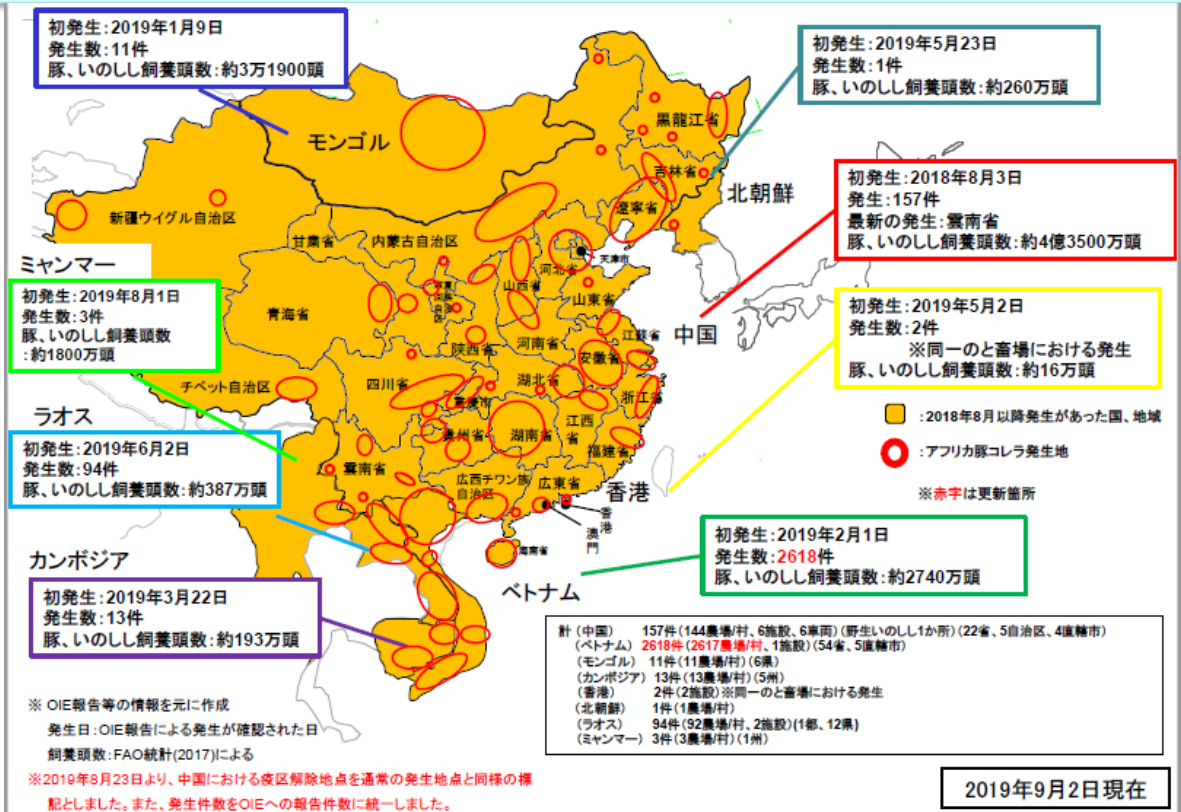 初発生:2019年1月9日
発生数:11件
豚、いのしし飼養頭数:約3万1900頭
初発生:2019年5月23日
発生数:1件
豚、いのしし飼養頭数:約260万頭
モンゴル
黒龍江省
吉林省
北朝鮮
遼寧省
初発生:2018年8月3日
発生:157件
最新の発生:雲南省
豚、いのしし飼養頭数:約4億3500万頭
新疆ウイグル自治区
甘粛省
内蒙古自治区
河北省
天津市
山西省
山東省
ミャンマー
初発生:2019年8月1日
発生数:3件
豚、いのしし飼養頭数
:約1800万頭
青海省
陕西省
河南省
江蘇省
安徽省
中国
初発生:2019年5月2日
発生数:2件
※同一のと畜場における発生
豚、いのしし飼養頭数:約16万頭
チベット自治区
四川省
重慶市
湖北省
浙江省
:2018年8月以降発生があった国、地域
:アフリカ豚コレラ発生地
※赤字は更新箇所
ラオス
初発生:2019年6月2日
発生数:94件
豚、いのしし飼養頭数:約387万頭
貴州省
湖南省
江西省
福建省
雲南省
広西チワン族
自治区
広東省
香港
香港
澳門
海南省
ベトナム
初発生:2019年2月1日
発生数:2618件
豚、いのしし飼養頭数:約2740万頭
カンボジア
初発生:2019年3月22日
発生数:13件
豚、いのしし飼養頭数:約193万頭
計 (中国) 157件(144農場/村、6施設、6車両)(野生いのしし1か所)(22省、5自治区、4直轄市)
(ベトナム) 2618件(2617農場/村、1施設)(54省、5直轄市)
(モンゴル) 11件(11農場/村)(6県)
(カンボジア) 13件(13農場/村)(5州)
(香港) 2件(2施設)※同一のと畜場における発生
(北朝鮮) 1件(1農場/村)
(ラオス) 94件(92農場/村、2施設)(1都、12県)
(ミャンマー) 3件(3農場/村)(1州)
※ OIE報告等の情報を元に作成
発生日:OIE報告による発生が確認された日
飼養頭数:FAO統計(2017)による
※2019年8月23日より、中国における疫区解除地点を通常の発生地点と同様の標
記としました。また、発生件数をOIEへの報告件数に統一しました。
2019年9月2日現在